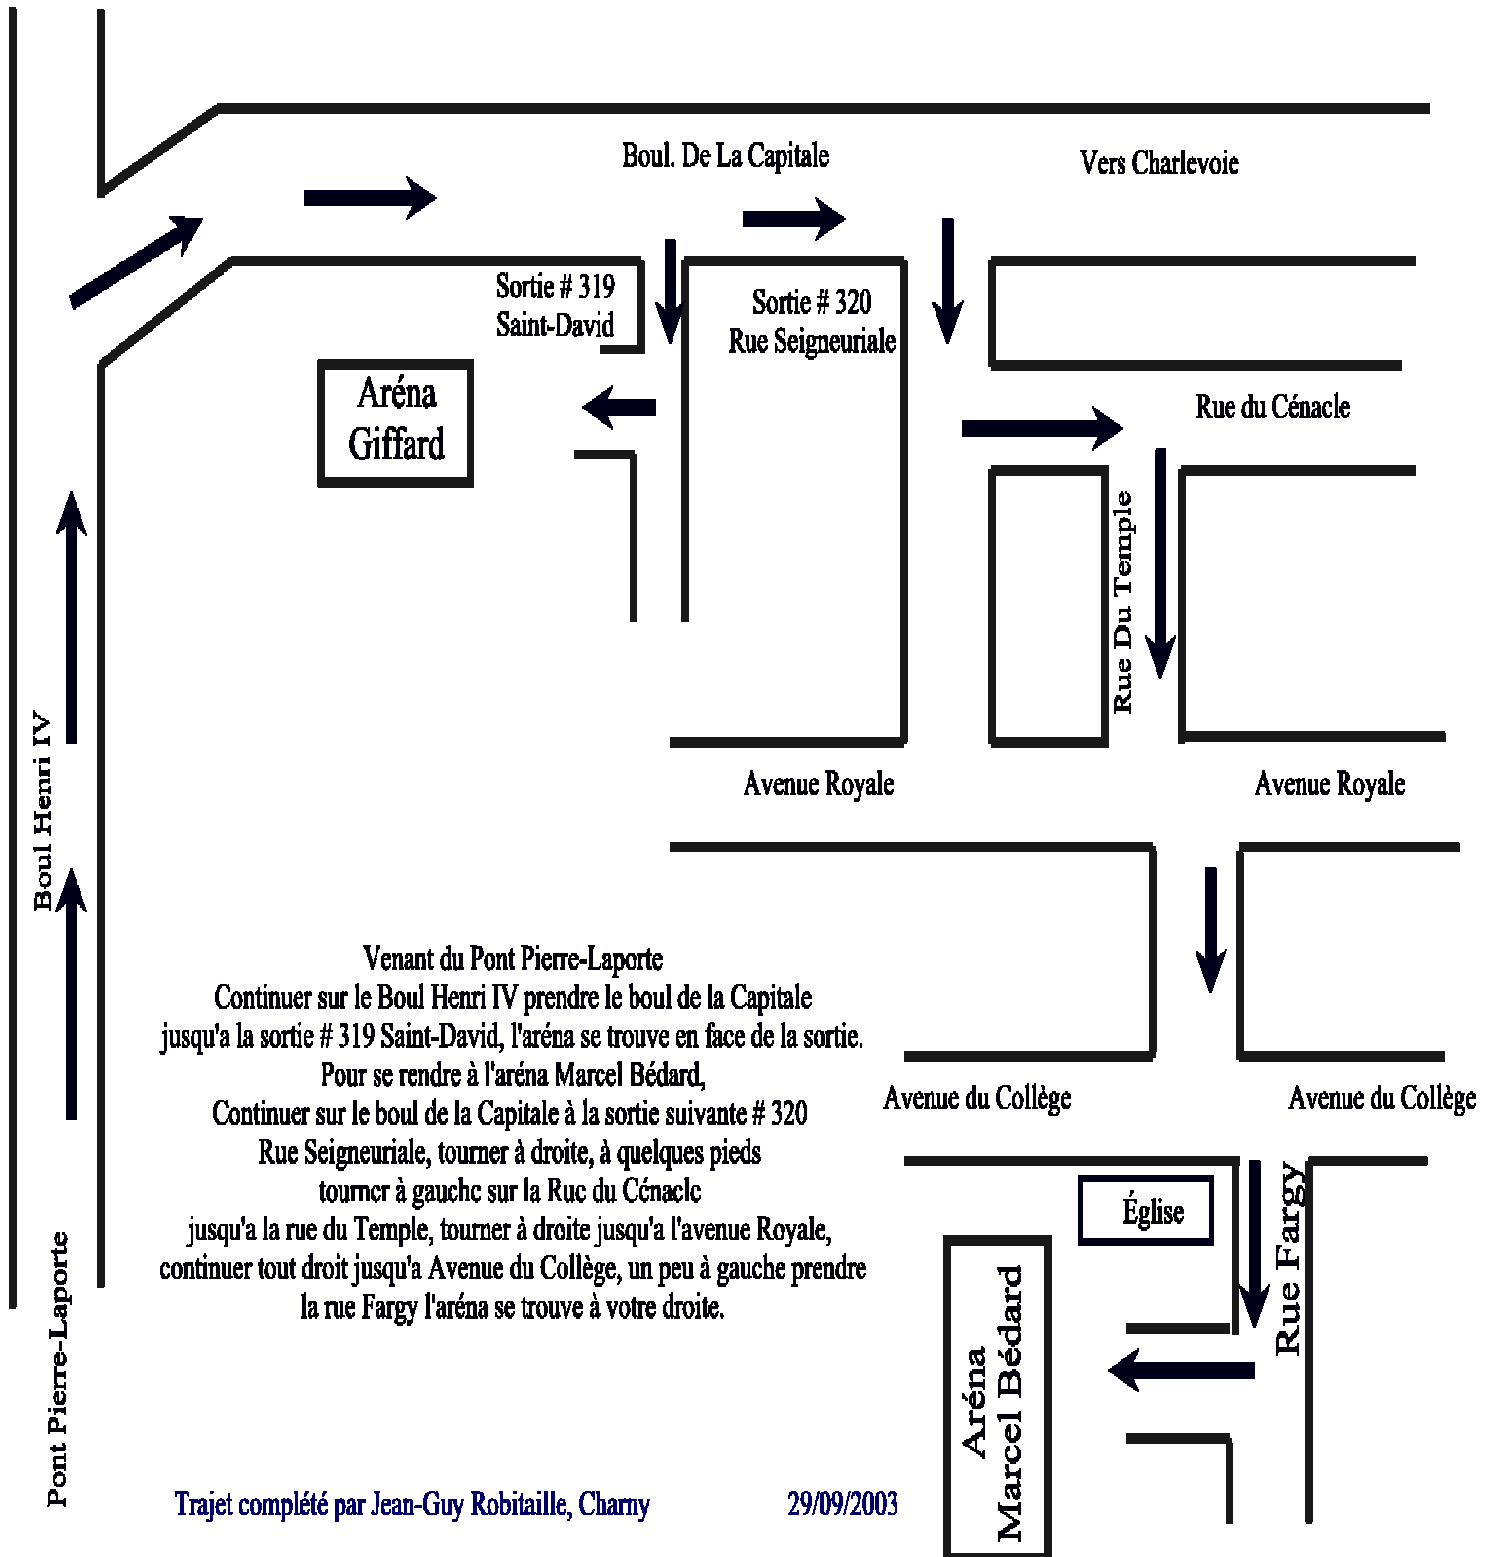 Boul. De La Capitale
Vers Charlevoie
Sortie # 319
Saint-David
Sortie # 320
Rue Seigneuriale
Aréna
Giffard
Rue du Cénacle
Rue Du Temple
Boul Henri IV
Avenue Royale
Avenue Royale
Venant du Pont Pierre-Laporte
Continuer sur le Boul Henri IV prendre le boul de la Capitale
jusqu'a la sortie # 319 Saint-David, l'aréna se trouve en face de la sortie.
Pour se rendre à l'aréna Marcel Bédard,
Continuer sur le boul de la Capitale à la sortie suivante # 320
Rue Seigneuriale, tourner à droite, à quelques pieds
tourner à gauche sur la Rue du Cénacle
jusqu'a la rue du Temple, tourner à droite jusqu'a l'avenue Royale,
continuer tout droit jusqu'a Avenue du Collège, un peu à gauche prendre
la rue Fargy l'aréna se trouve à votre droite.
Avenue du Collège
Avenue du Collège
Église
Rue Fargy
Pont Pierre-Laporte
Aréna
Marcel Bédard
Trajet complété par Jean-Guy Robitaille, Charny
29/09/2003